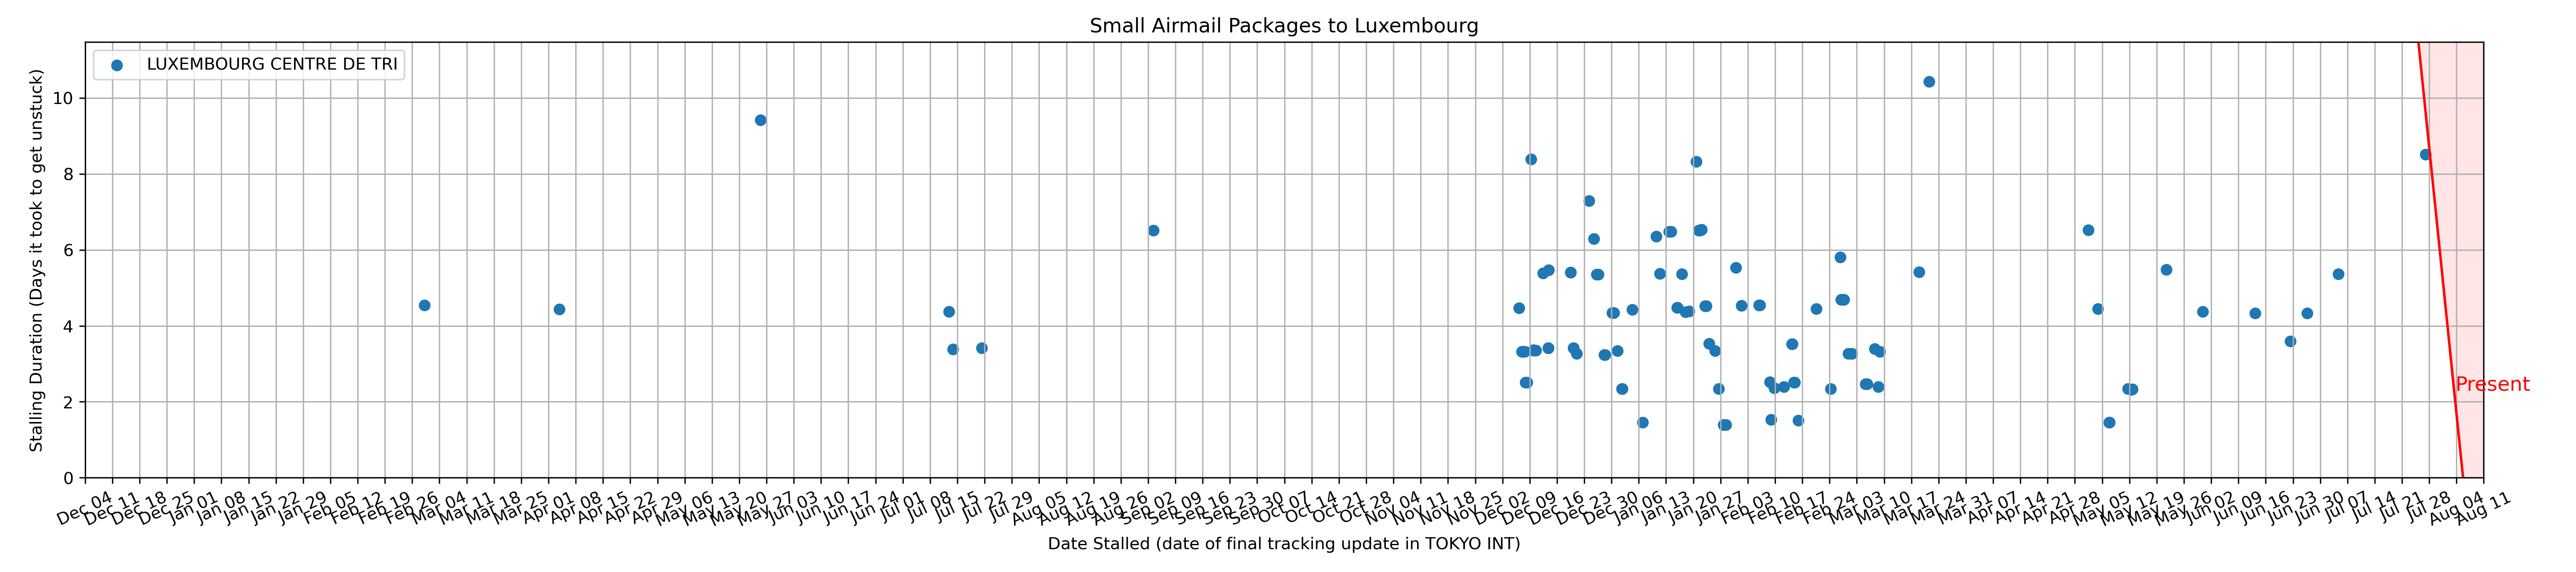 Small Airmail Packages to Luxembourg
LUXEMBOURG CENTRE DE TRI
Stalling Duration (Days it took to get unstuck)
10
8
6
4
2
0
Present
Dec 04
Dec 11
Dec 18
Dec 25
Jan 01
Jan 08
Jan 15
Jan 22
Jan 29
Feb 05
Feb 12
Feb 19
Feb 26
Mar 04
Mar 11
Mar 18
Mar 25
Apr 01
Apr 08
Apr 15
Apr 22
Apr 29
May 06
May 13
May 20
May 27
Jun 03
Jun 10
Jun 17
Jun 24
Jul 01
Jul 08
Jul 15
Jul 22
Jul 29
Aug 05
Aug 12
Aug 19
Aug 26
Sep 02
Sep 09
Sep 16
Sep 23
Sep 30
Oct 07
Oct 14
Oct 21
Oct 28
Nov 04
Nov 11
Nov 18
Nov 25
Dec 02
Dec 09
Dec 16
Dec 23
Dec 30
Jan 06
Jan 13
Jan 20
Jan 27
Feb 03
Feb 10
Feb 17
Feb 24
Mar 03
Mar 10
Mar 17
Mar 24
Mar 31
Apr 07
Apr 14
Apr 21
Apr 28
May 05
May 12
May 19
May 26
Jun 02
Jun 09
Jun 16
Jun 23
Jun 30
Jul 07
Jul 14
Jul 21
Jul 28
Aug 04
Aug 11
Date Stalled (date of final tracking update in TOKYO INT)